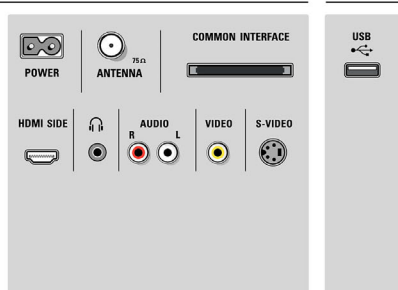 COMMON INTERFACE
USB
75Ω
POWER
ANTENNA
HDMI SIDE
AUDIO
VIDEO
S-VIDEO
R
L